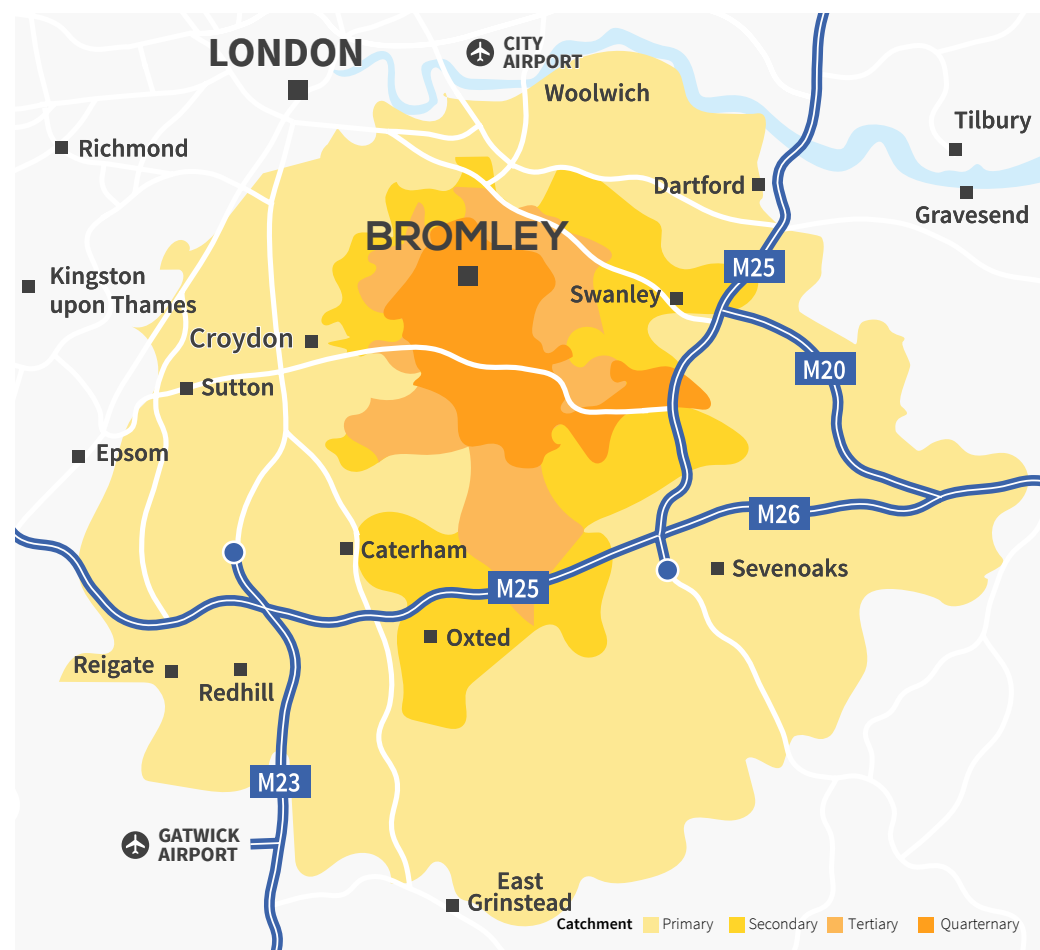 LONDON
CITY
AIRPORT
Woolwich
Tilbury
Richmond
Dartford
Gravesend
BROMLEY
M25
Kingston
upon Thames
Swanley
Croydon
M20
Sutton
Epsom
M26
Caterham
Sevenoaks
M25
Oxted
Reigate
Redhill
M23
GATWICK
AIRPORT
East
Grinstead
Catchment Primary Secondary Tertiary Quarternary